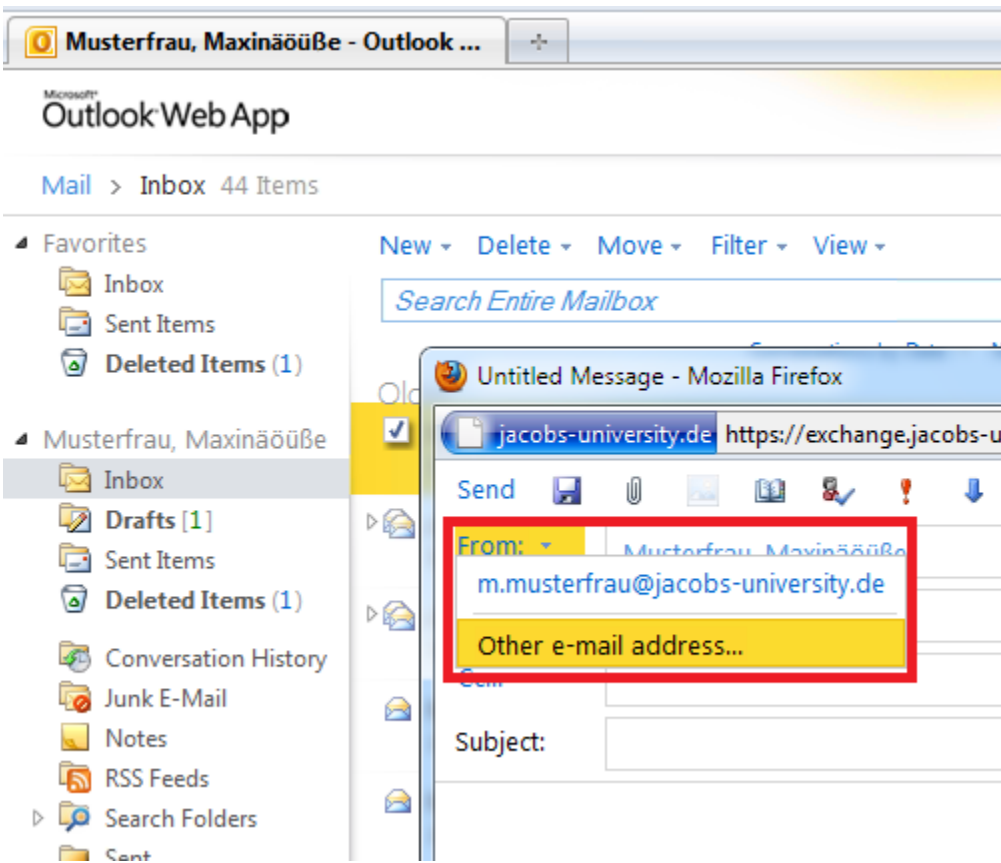 Musterfrau, Maxinäöüße - Outlook ...
Microsoft®
Outlook Web App
Mail > Inbox 44 Items
Favorites
Inbox
Sent Items
Deleted Items (1)
Musterfrau, Maxinäöüße
Inbox
Drafts [1]
Sent Items
Deleted Items (1)
Conversation History
Junk E-Mail
Notes
RSS Feeds
Search Folders
Sent
New Delete Move Filter View
Search Entire Mailbox
Untitled Message - Mozilla Firefox
jacobs-university.de https://exchange.jacobs-u
Send
From: Musterfrau, Maxinäöüße
m.musterfrau@jacobs-university.de
Other e-mail address...
Subject: